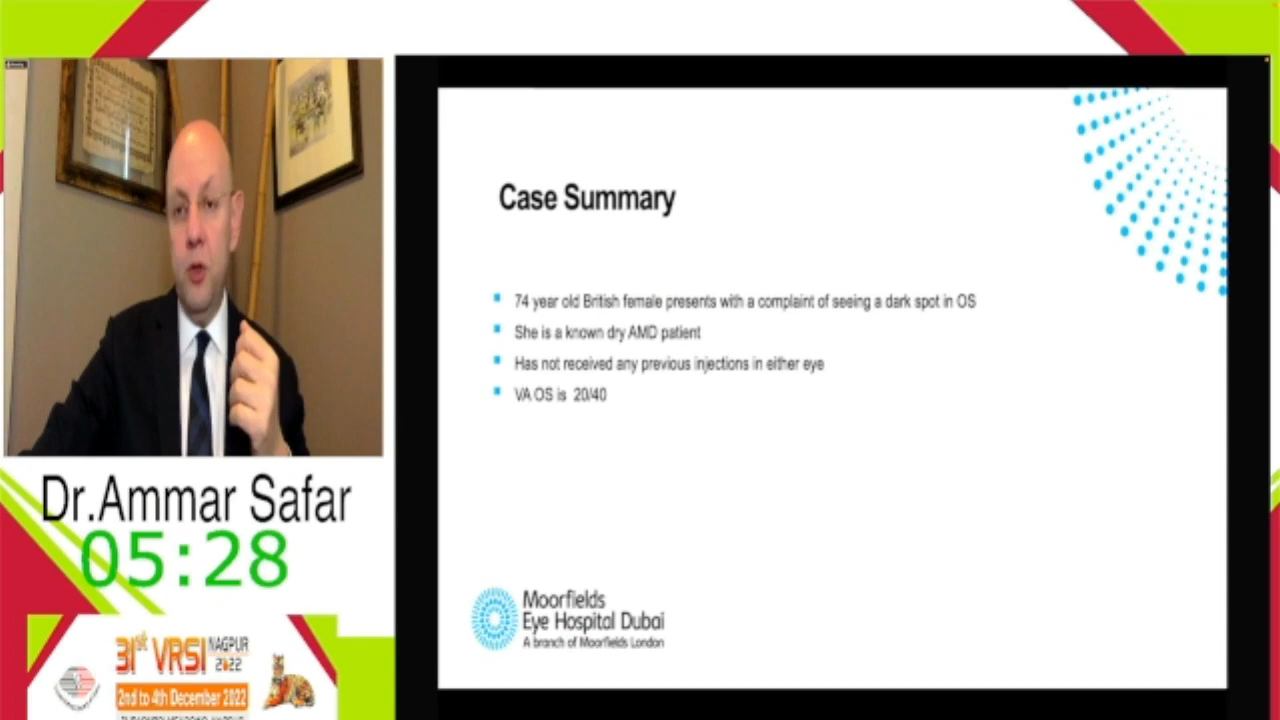 Case Summary
74 year old British female presents with a complaint of seeing a dark spot in OS
She is a known dry AMD patient
Has not received any previous injections in either eye
VA OS is 20/40
Moorfields
Eye Hospital Dubai
A branch of Moorfields London
Dr.Ammar Safar
05:28
31st VRSI NAGPUR
2022
2nd to 4th December 2022